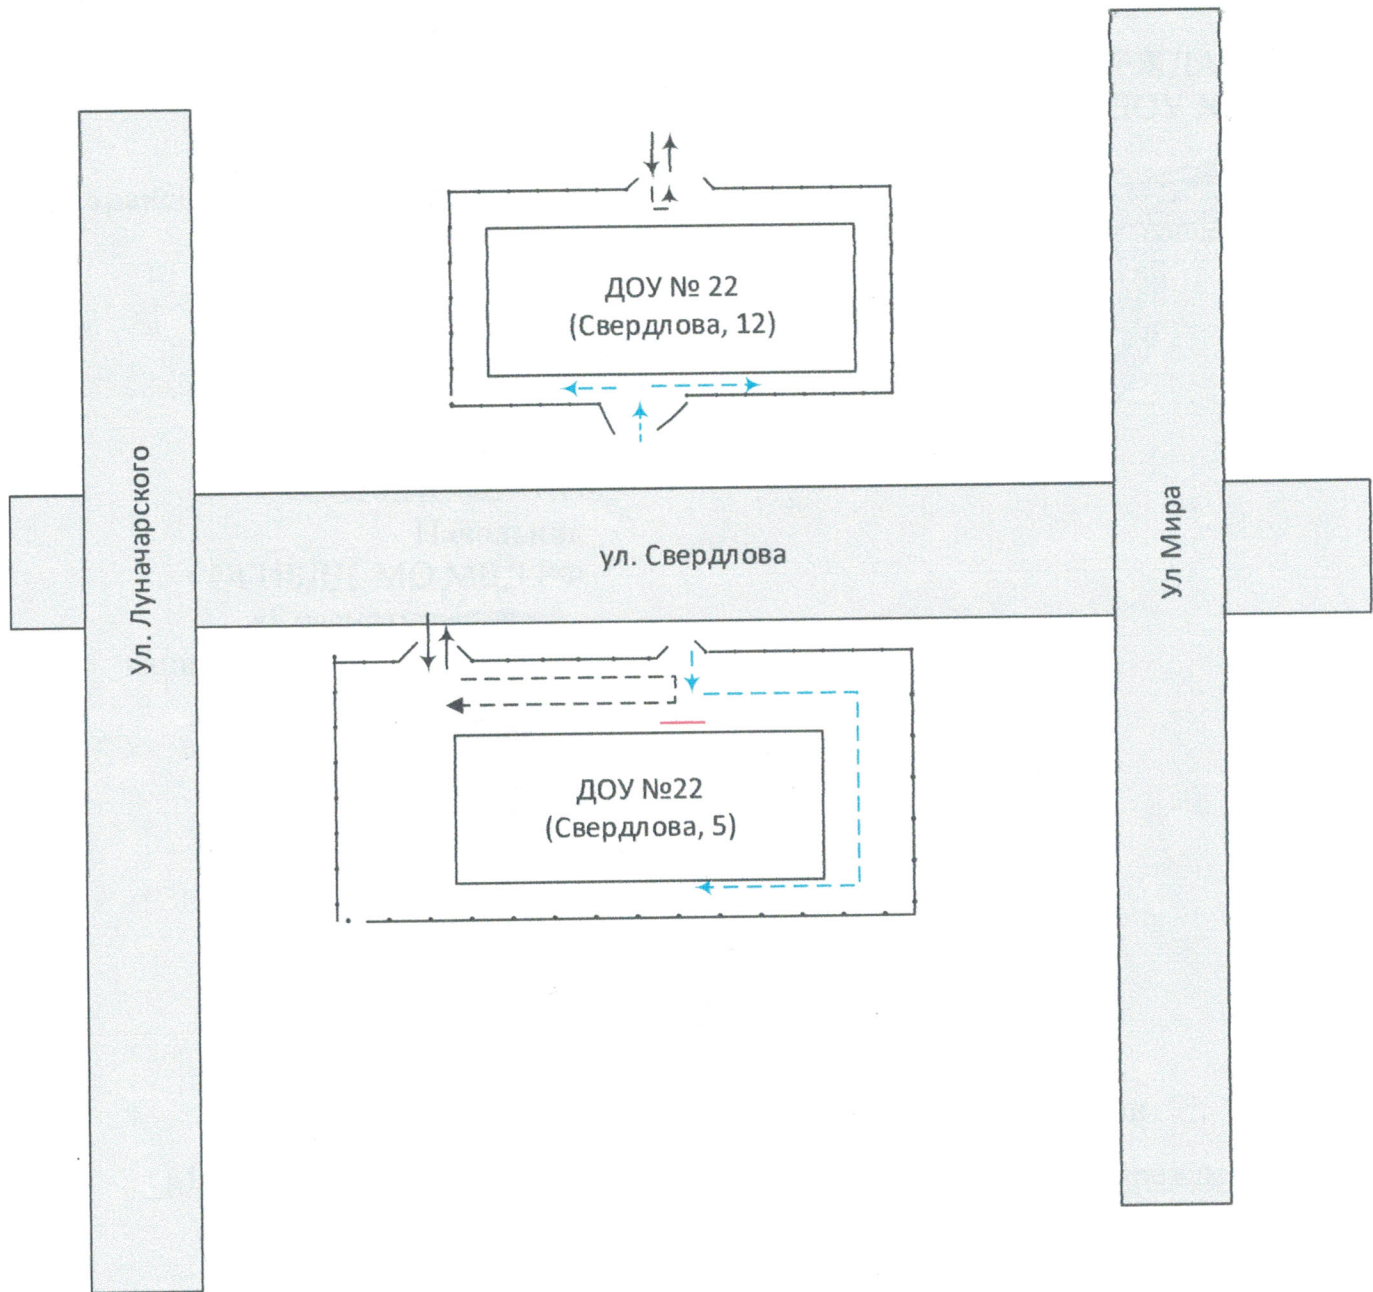 ДОУ № 22
(Свердлова, 12)
Ул. Луначарского
ул. Свердлова
Ул Мира
ДОУ №22
(Свердлова, 5)